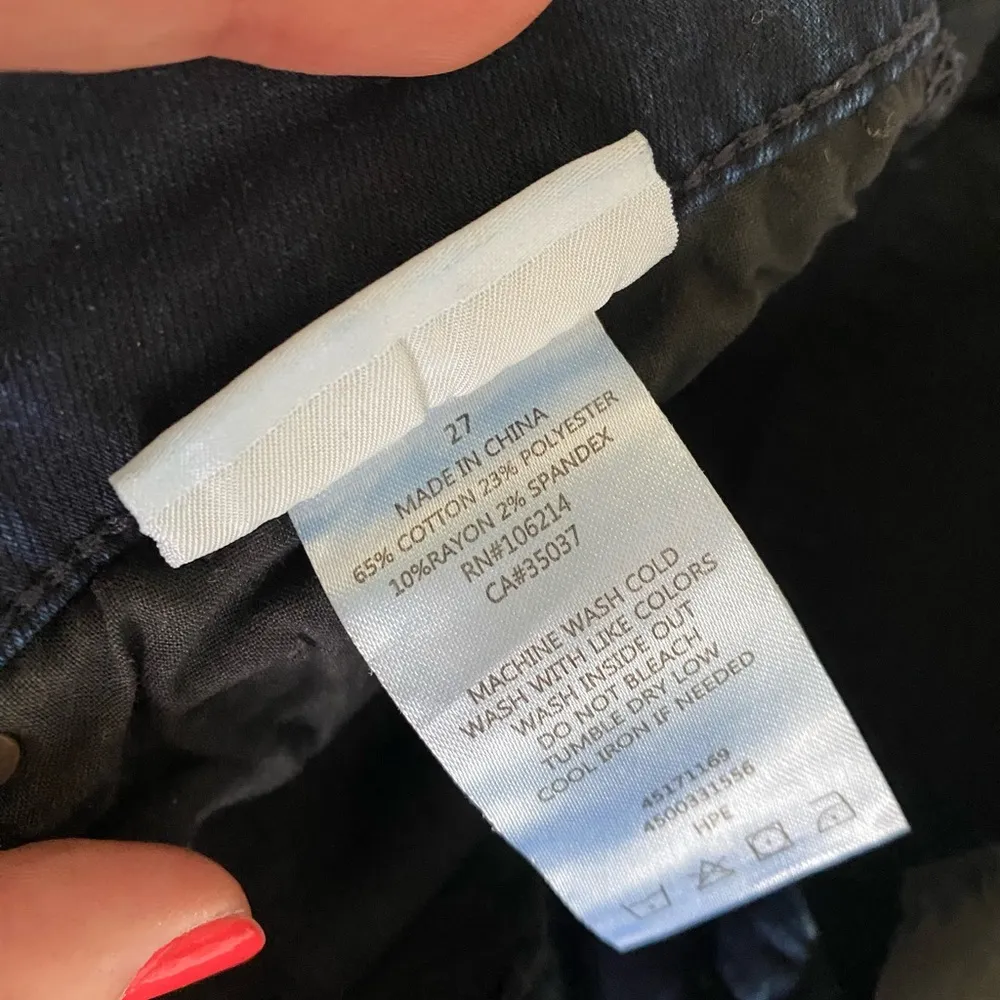 27
MADE IN CHINA
65% COTTON 23% POLYESTER
10%RAYON 2% SPANDEX
RN#106214
CA#35037
MACHINE WASH COLD
WASH WITH LIKE COLORS
WASH INSIDE OUT
DO NOT BLEACH
TUMBLE DRY LOW
COOL IRON IF NEEDED
45171169
4500331556
HPE